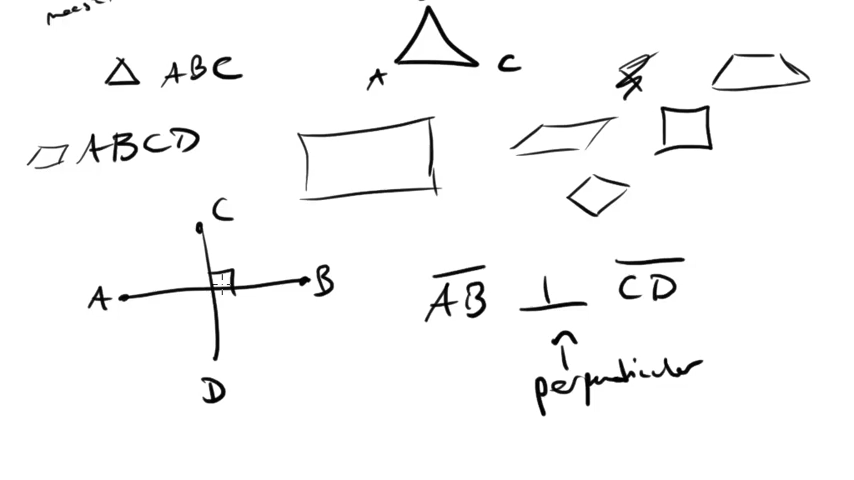 △ ABC
A C
▱ ABCD
C
A B
D
AB ⊥ CD
perpendicular